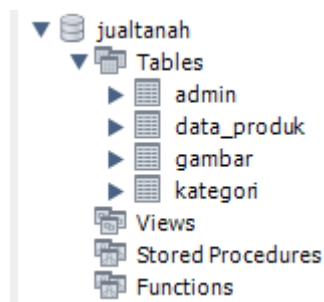 jualtanah
Tables
admin
data_produk
gambar
kategori
Views
Stored Procedures
Functions